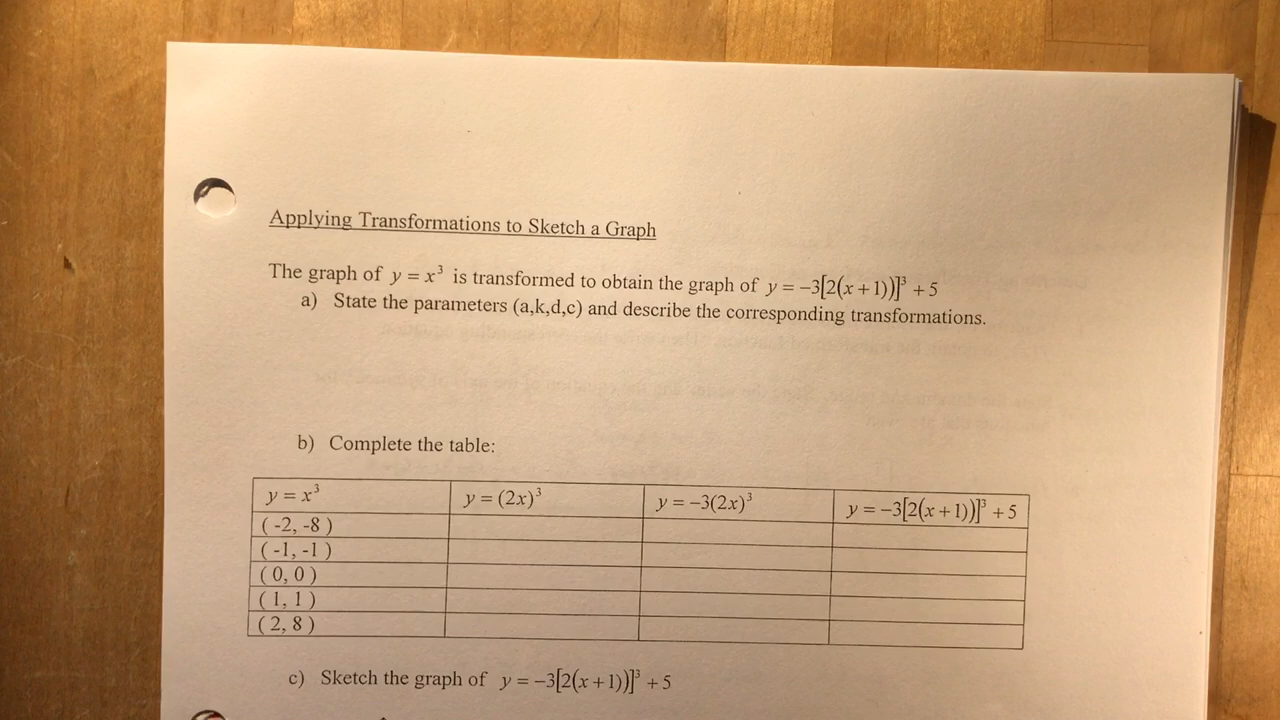 Applying Transformations to Sketch a Graph
The graph of y = x³ is transformed to obtain the graph of y = −3[2(x + 1))]³ + 5
a) State the parameters (a,k,d,c) and describe the corresponding transformations.
b) Complete the table:
y = x³ y = (2x)³ y = −3(2x)³ y = −3[2(x + 1))]³ + 5
( -2, -8 )
( -1, -1 )
( 0, 0 )
( 1, 1 )
( 2, 8 )
c) Sketch the graph of y = −3[2(x + 1))]³ + 5